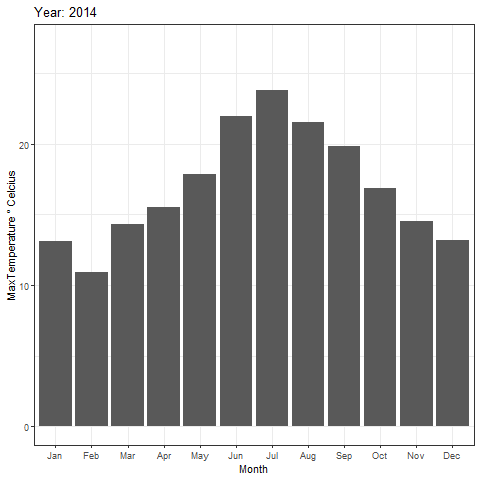 Year: 2014
MaxTemperature ° Celcius
20
10
0
Jan Feb Mar Apr May Jun Jul Aug Sep Oct Nov Dec
Month